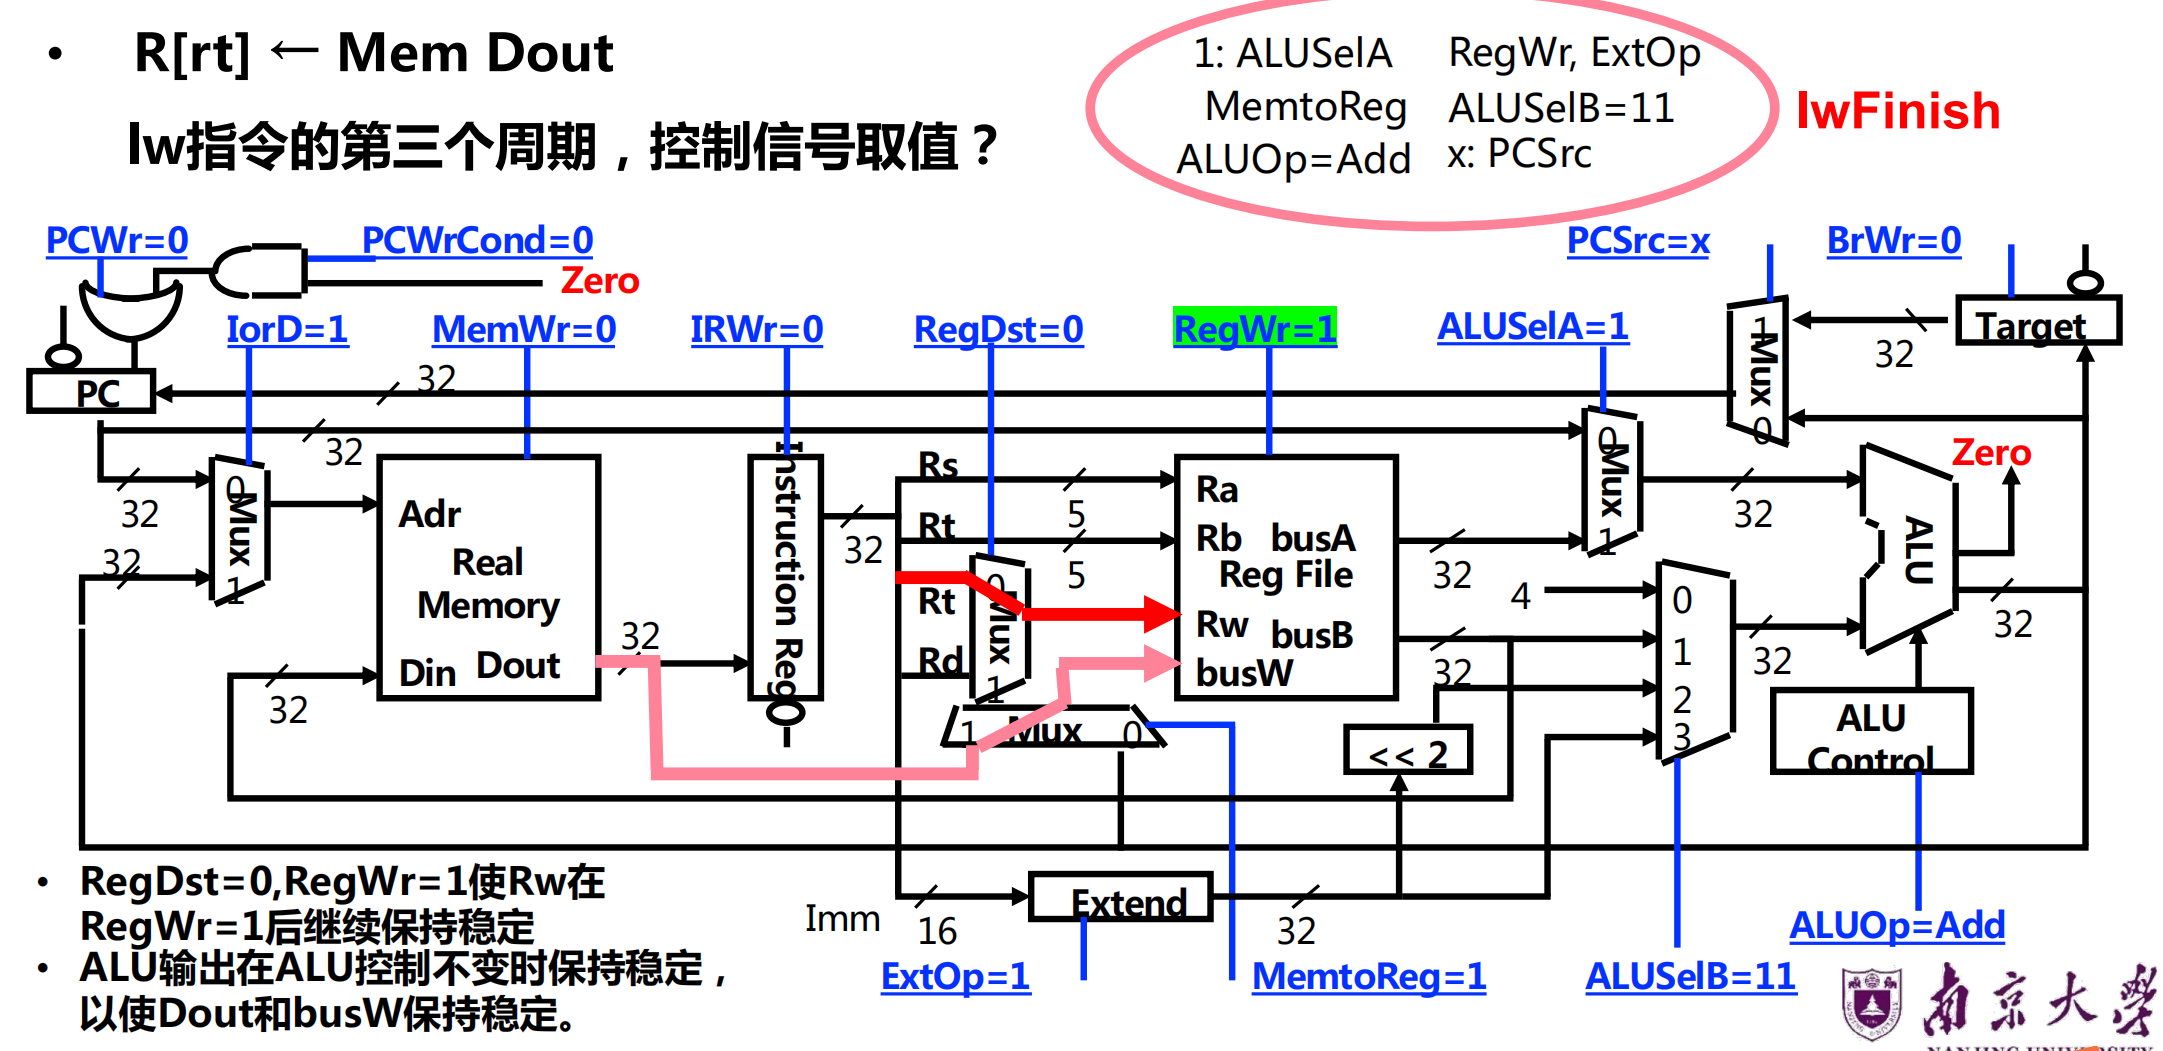 • R[rt] ← Mem Dout
lw指令的第三个周期，控制信号取值？
1: ALUSelA RegWr, ExtOp
MemtoReg ALUSelB=11
ALUOp=Add x: PCSrc
lwFinish
PCWr=0 PCWrCond=0 PCSrc=x BrWr=0
Zero
IorD=1 MemWr=0 IRWr=0 RegDst=0 RegWr=1 ALUSelA=1
1 Mux 0
32
Target
PC
32
32
32
0 Mux 1
32
Adr
Real
Memory
Din Dout
32
32
Instruction Reg
32
Rs
5
Rt
5
Rt
0 Mux 1
Rd
1 Mux 0
Ra
Rb busA
Reg File
Rw busB
busW
32
32
0 Mux 1
32
4
0
1
2
3
32
<< 2
ALU
Zero
32
ALU
Control
Imm 16
Extend
32
ExtOp=1 MemtoReg=1 ALUSelB=11 ALUOp=Add
• RegDst=0,RegWr=1使Rw在
RegWr=1后继续保持稳定
• ALU输出在ALU控制不变时保持稳定，
以使Dout和busW保持稳定。
南京大学